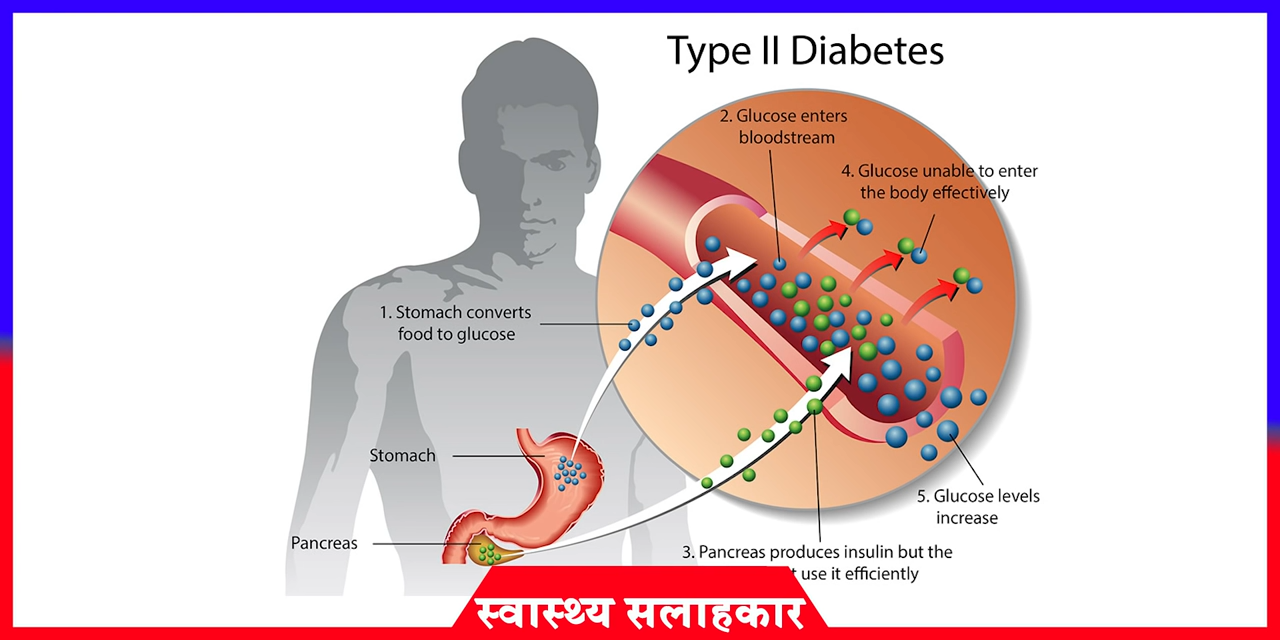 Type II Diabetes
2. Glucose enters
bloodstream
4. Glucose unable to enter
the body effectively
1. Stomach converts
food to glucose
Stomach
5. Glucose levels
increase
Pancreas
3. Pancreas produces insulin but the
use it efficiently
स्वास्थ्य सलाहकार